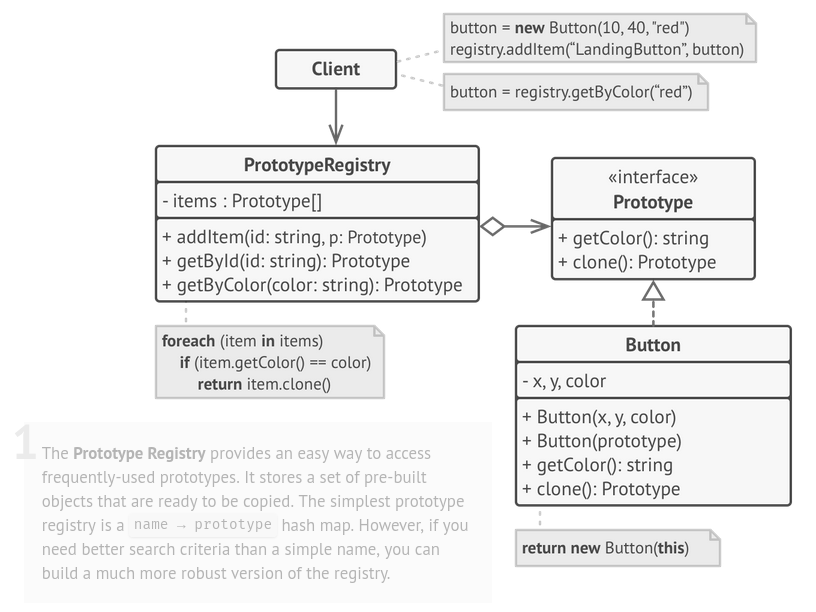 button = new Button(10, 40, "red")
registry.addItem(“LandingButton”, button)
Client
button = registry.getByColor(“red”)
PrototypeRegistry
- items : Prototype[]
+ addItem(id: string, p: Prototype)
+ getById(id: string): Prototype
+ getByColor(color: string): Prototype
«interface»
Prototype
+ getColor(): string
+ clone(): Prototype
foreach (item in items)
if (item.getColor() == color)
return item.clone()
Button
- x, y, color
+ Button(x, y, color)
+ Button(prototype)
+ getColor(): string
+ clone(): Prototype
return new Button(this)
1
The Prototype Registry provides an easy way to access
frequently-used prototypes. It stores a set of pre-built
objects that are ready to be copied. The simplest prototype
registry is a name → prototype hash map. However, if you
need better search criteria than a simple name, you can
build a much more robust version of the registry.